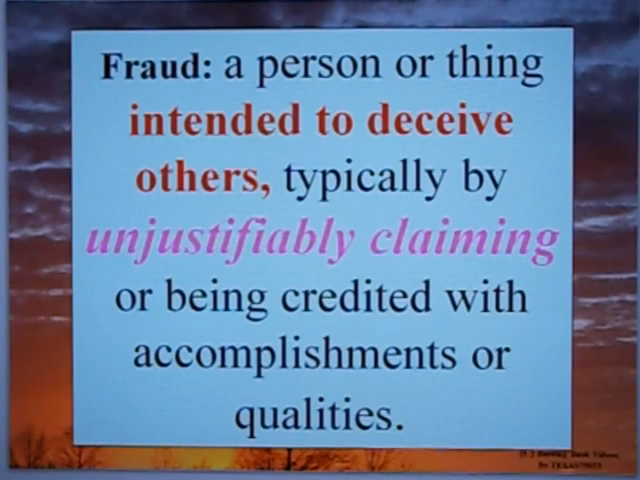 Fraud: a person or thing
intended to deceive
others, typically by
unjustifiably claiming
or being credited with
accomplishments or
qualities.